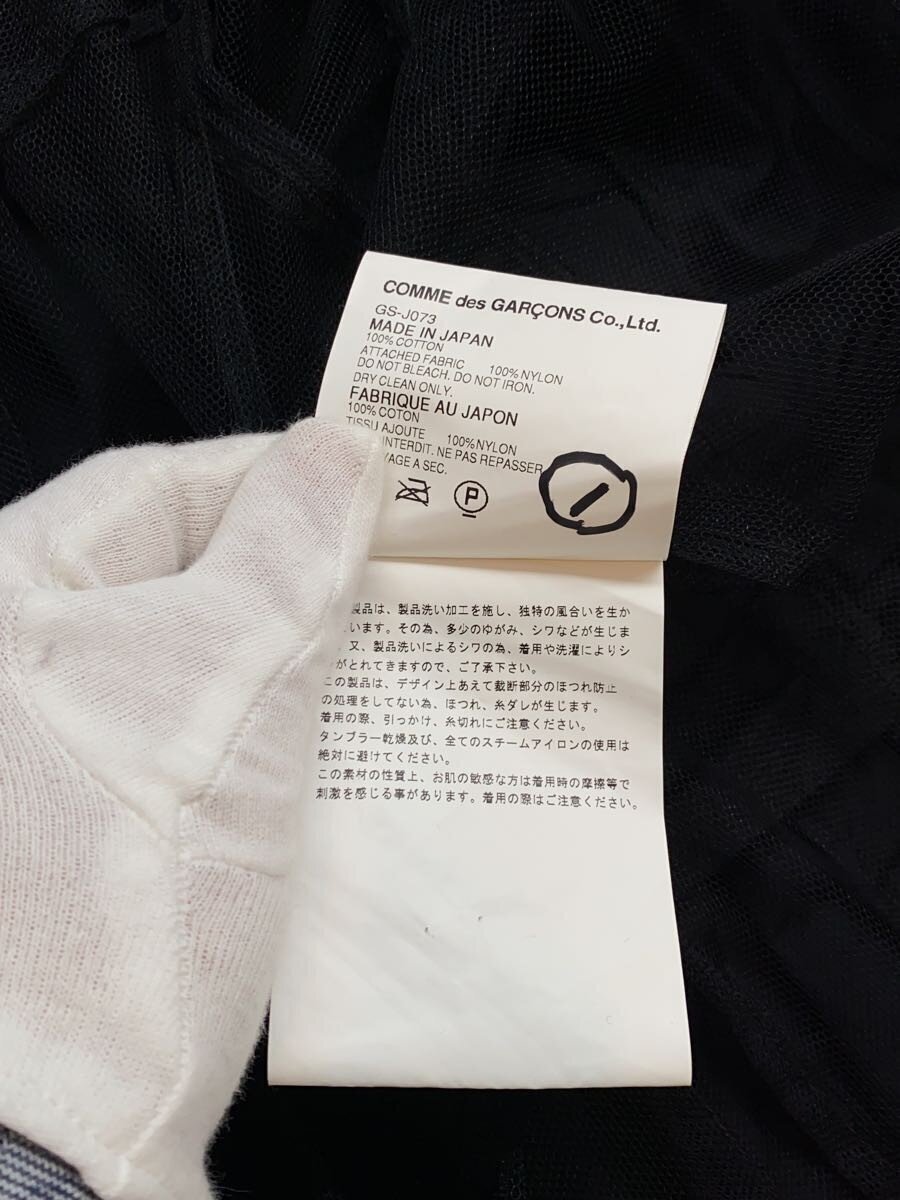 COMME des GARÇONS Co.,Ltd.
GS-J073
MADE IN JAPAN
100% COTTON
ATTACHED FABRIC 100%NYLON
DO NOT BLEACH. DO NOT IRON.
DRY CLEAN ONLY.
FABRIQUE AU JAPON
100% COTON
TISSU AJOUTE 100%NYLON
INTERDIT. NE PAS REPASSER
A SEC.
P
製品は、製品洗い加工を施し、独特の風合いを生か
います。その為、多少のゆがみ、シワなどが生じま
又、製品洗いによるシワの為、着用や洗濯によりシ
がとれてきますので、ご了承下さい。
この製品は、デザイン上あえて裁断部分のほつれ防止
の処理をしてない為、ほつれ、糸ダレが生じます。
着用の際、引っかけ、糸切れにご注意ください。
タンブラー乾燥及び、全てのスチームアイロンの使用は
絶対に避けてください。
この素材の性質上、お肌の敏感な方は着用時の摩擦等で
刺激を感じる事があります。着用の際はご注意ください。